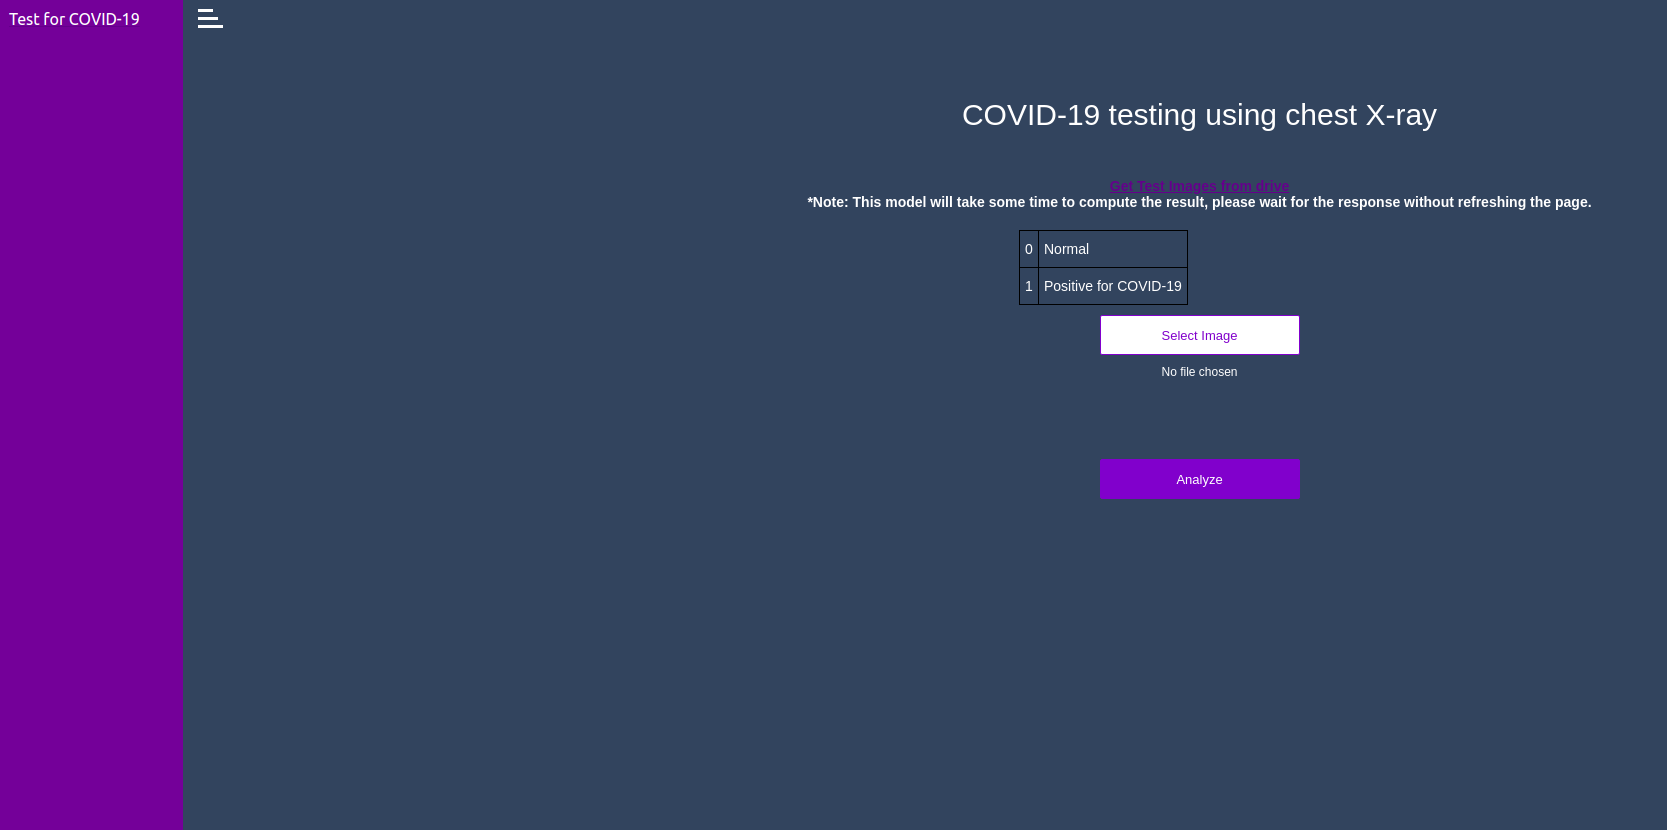 Test for COVID-19
COVID-19 testing using chest X-ray
Get Test Images from drive
*Note: This model will take some time to compute the result, please wait for the response without refreshing the page.
0 Normal
1 Positive for COVID-19
Select Image
No file chosen
Analyze